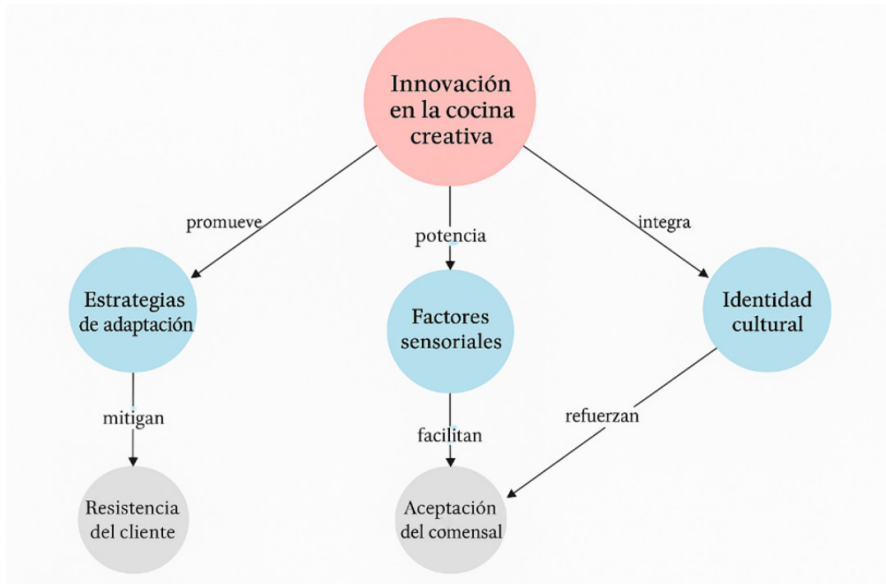 Innovación
en la cocina
creativa
promueve
potencia
integra
Estrategias
de adaptación
Factores
sensoriales
Identidad
cultural
mitigan
facilitan
refuerzan
Resistencia
del cliente
Aceptación
del comensal